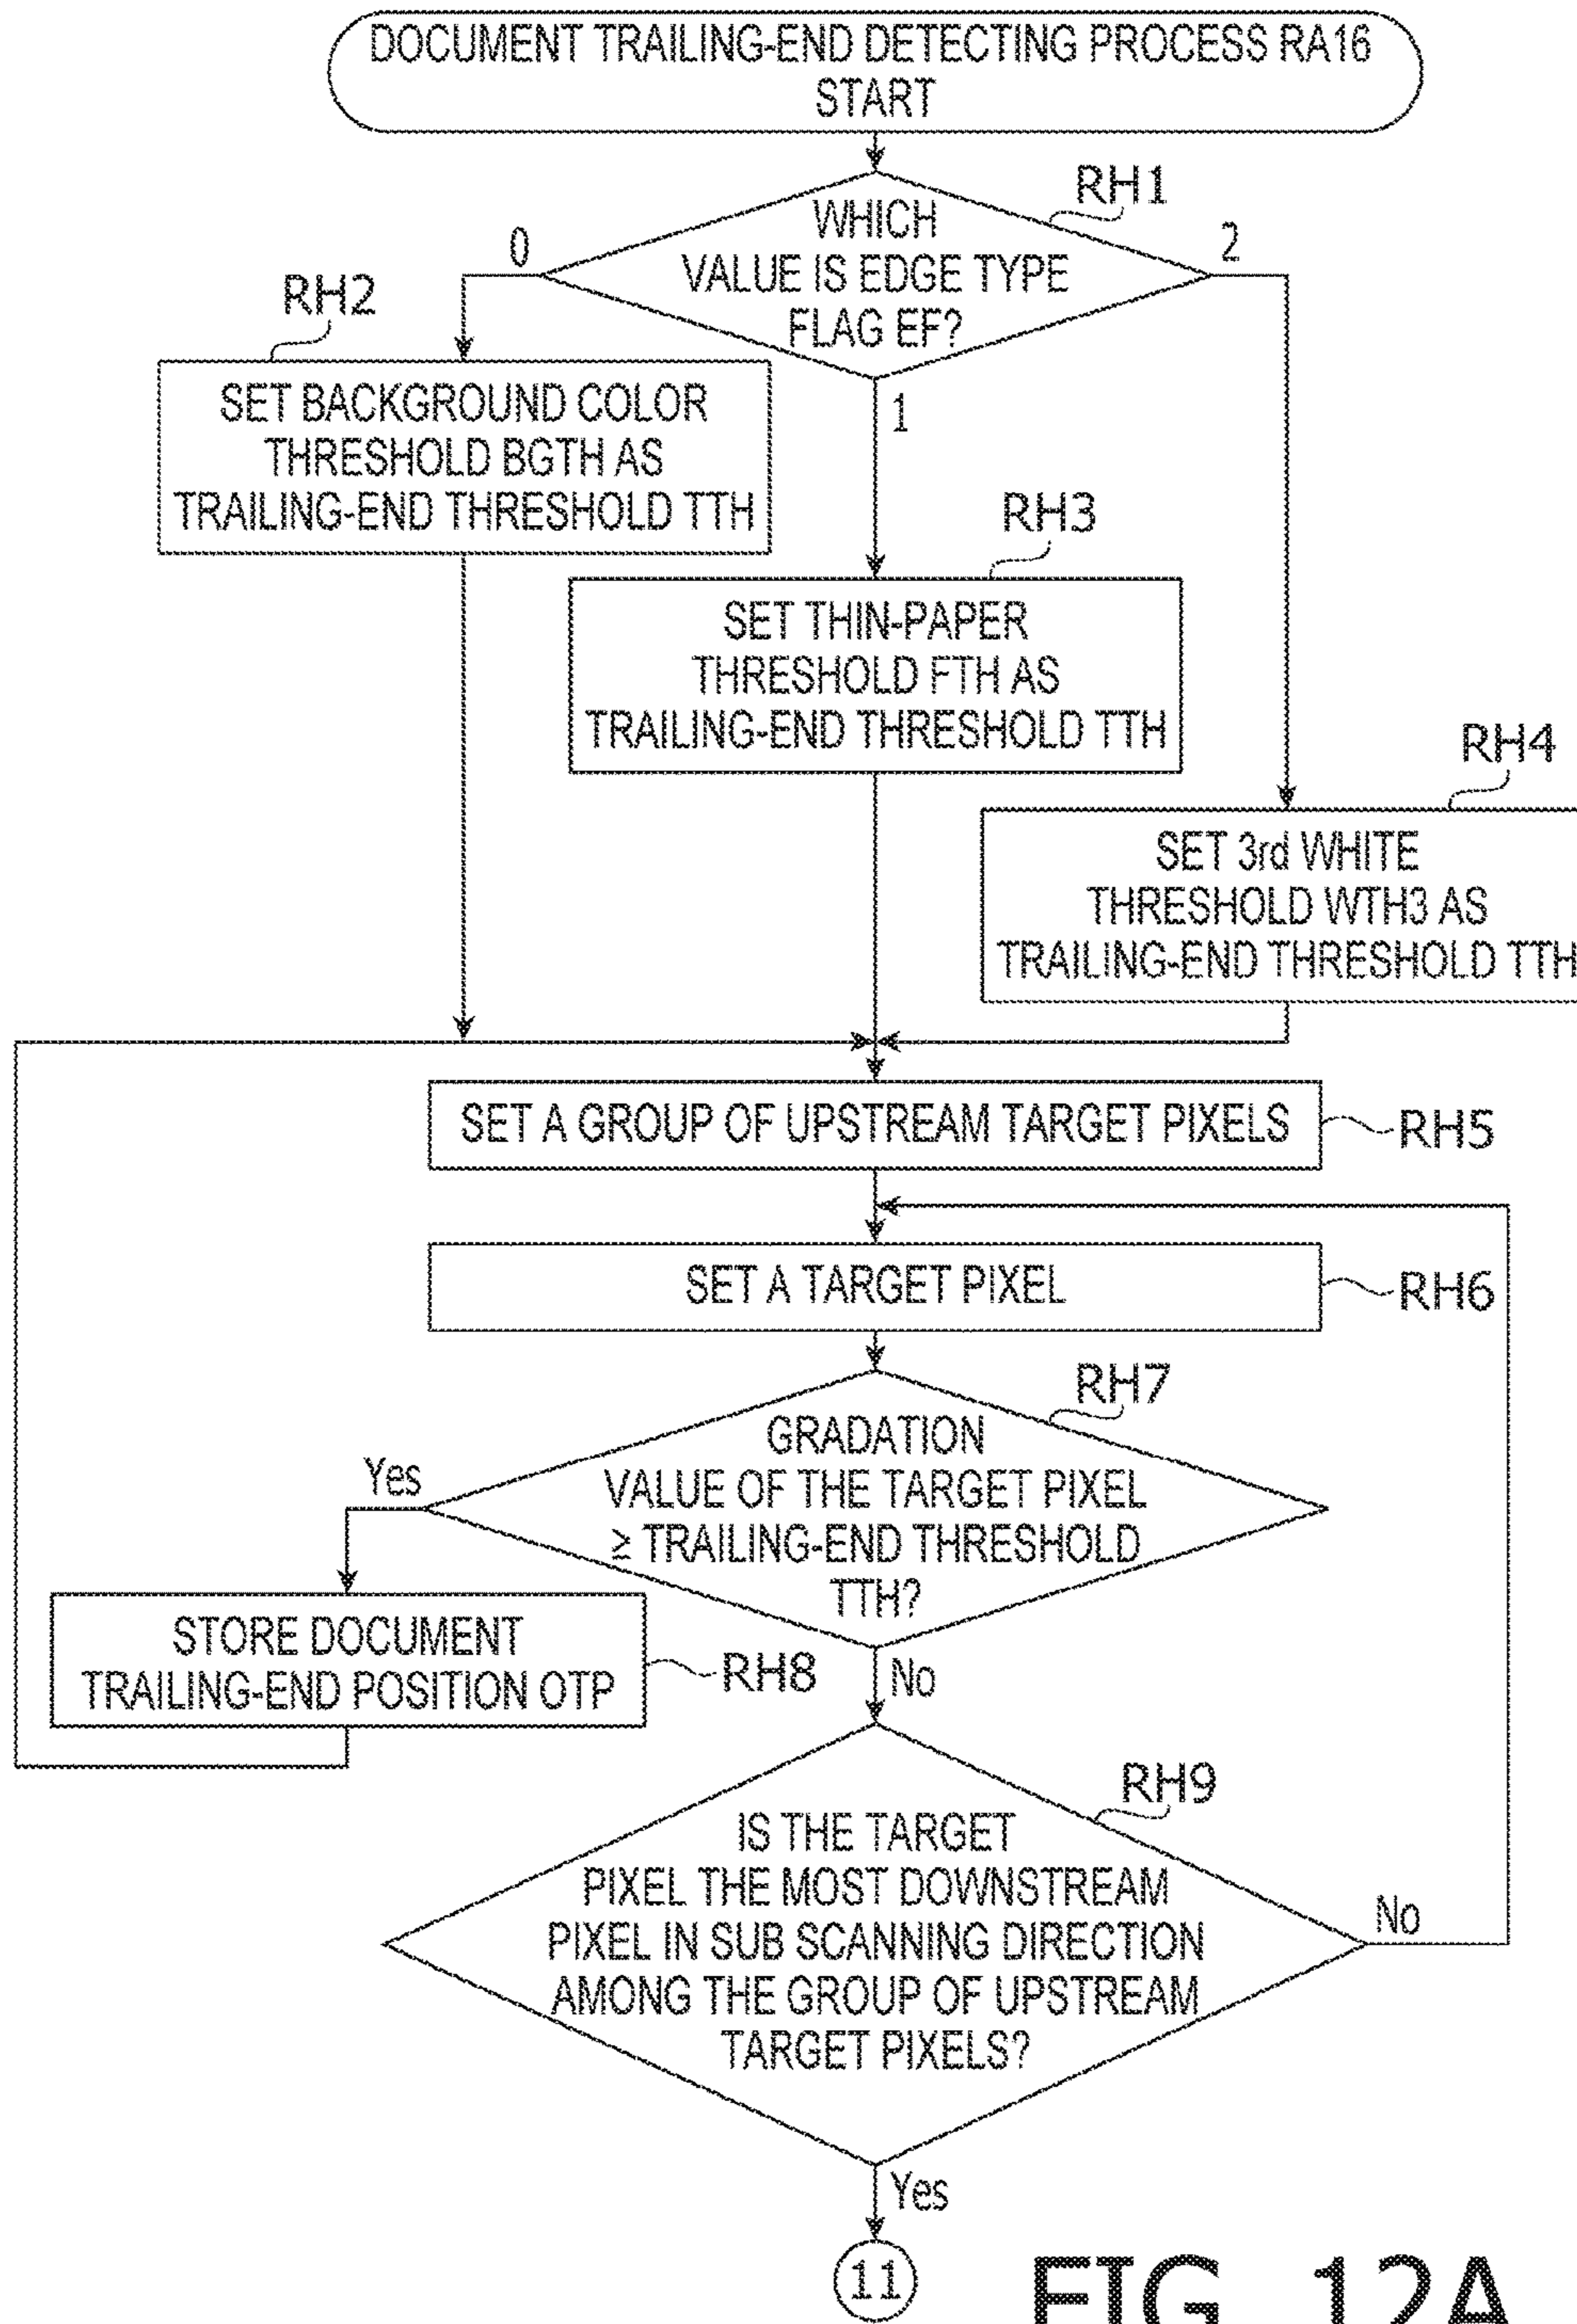 DOCUMENT TRAILING-END DETECTING PROCESS RA16
START
RH1
WHICH
VALUE IS EDGE TYPE
FLAG EF?
0
2
1
RH2
SET BACKGROUND COLOR
THRESHOLD BGTH AS
TRAILING-END THRESHOLD TTH
RH3
SET THIN-PAPER
THRESHOLD FTH AS
TRAILING-END THRESHOLD TTH
RH4
SET 3rd WHITE
THRESHOLD WTH3 AS
TRAILING-END THRESHOLD TTH
SET A GROUP OF UPSTREAM TARGET PIXELS
RH5
SET A TARGET PIXEL
RH6
RH7
GRADATION
VALUE OF THE TARGET PIXEL
≧ TRAILING-END THRESHOLD
TTH?
Yes
No
STORE DOCUMENT
TRAILING-END POSITION OTP
RH8
RH9
IS THE TARGET
PIXEL THE MOST DOWNSTREAM
PIXEL IN SUB SCANNING DIRECTION
AMONG THE GROUP OF UPSTREAM
TARGET PIXELS?
No
Yes
11
FIG. 12A